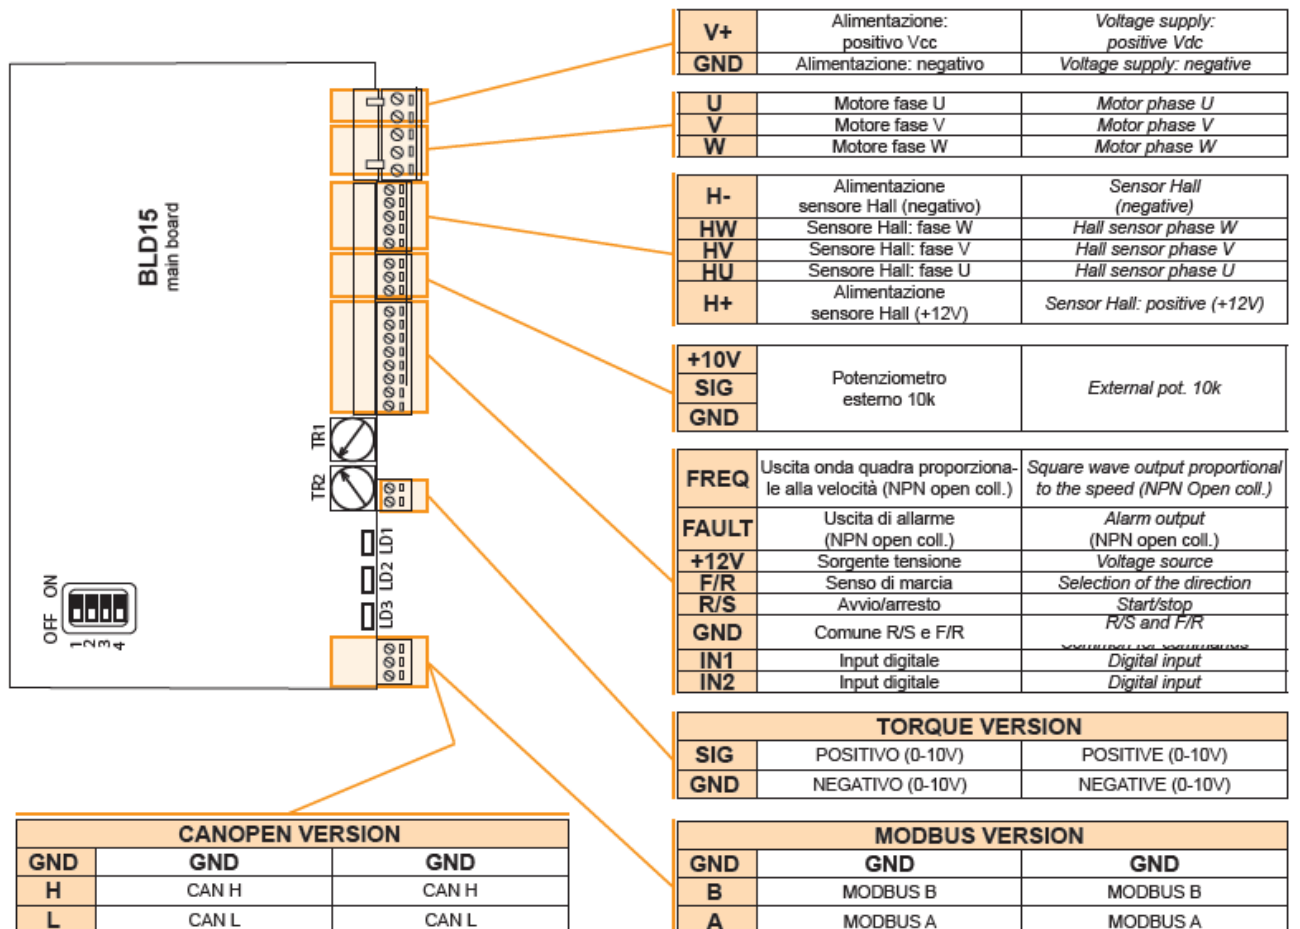 V+ Alimentazione: positivo Vcc Voltage supply: positive Vdc
GND Alimentazione: negativo Voltage supply: negative
U Motore fase U Motor phase U
V Motore fase V Motor phase V
W Motore fase W Motor phase W
H- Alimentazione sensore Hall (negativo) Sensor Hall (negative)
HW Sensore Hall: fase W Hall sensor phase W
HV Sensore Hall: fase V Hall sensor phase V
HU Sensore Hall: fase U Hall sensor phase U
H+ Alimentazione sensore Hall (+12V) Sensor Hall: positive (+12V)
+10V
SIG Potenziometro esterno 10k External pot. 10k
GND
FREQ Uscita onda quadra proporziona-le alla velocità (NPN open coll.) Square wave output proportional to the speed (NPN Open coll.)
FAULT Uscita di allarme (NPN open coll.) Alarm output (NPN open coll.)
+12V Sorgente tensione Voltage source
F/R Senso di marcia Selection of the direction
R/S Avvio/arresto Start/stop
GND Comune R/S e F/R R/S and F/R
IN1 Input digitale Digital input
IN2 Input digitale Digital input
TORQUE VERSION
SIG POSITIVO (0-10V) POSITIVE (0-10V)
GND NEGATIVO (0-10V) NEGATIVE (0-10V)
MODBUS VERSION
GND GND GND
B MODBUS B MODBUS B
A MODBUS A MODBUS A
CANOPEN VERSION
GND GND GND
H CAN H CAN H
L CAN L CAN L
BLD15
main board
TR1
TR2
LD1
LD2
LD3
OFF ON
1 2 3 4